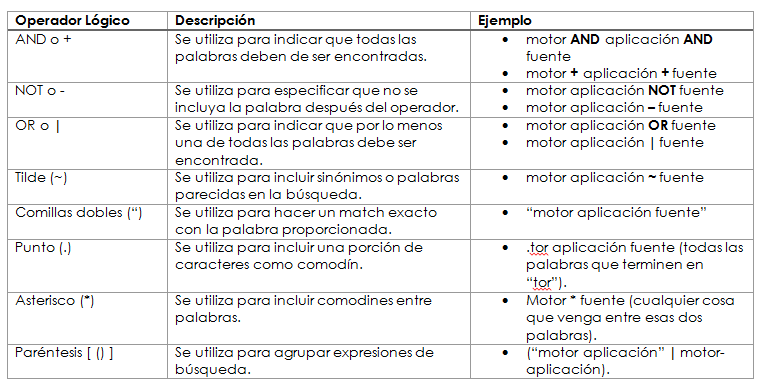 Operador Lógico Descripción Ejemplo
AND o + Se utiliza para indicar que todas las • motor AND aplicación AND
palabras deben de ser encontradas. fuente
• motor + aplicación + fuente
NOT o - Se utiliza para especificar que no se • motor aplicación NOT fuente
incluya la palabra después del operador. • motor aplicación – fuente
OR o | Se utiliza para indicar que por lo menos • motor aplicación OR fuente
una de todas las palabras debe ser • motor aplicación | fuente
encontrada.
Tilde (~) Se utiliza para incluir sinónimos o palabras • motor aplicación ~ fuente
parecidas en la búsqueda.
Comillas dobles (“) Se utiliza para hacer un match exacto • “motor aplicación fuente”
con la palabra proporcionada.
Punto (.) Se utiliza para incluir una porción de • .tor aplicación fuente (todas las
caracteres como comodín. palabras que terminen en
“tor”).
Asterisco (*) Se utiliza para incluir comodines entre • Motor * fuente (cualquier cosa
palabras. que venga entre esas dos
palabras).
Paréntesis [ () ] Se utiliza para agrupar expresiones de • (“motor aplicación” | motor-
búsqueda. aplicación).